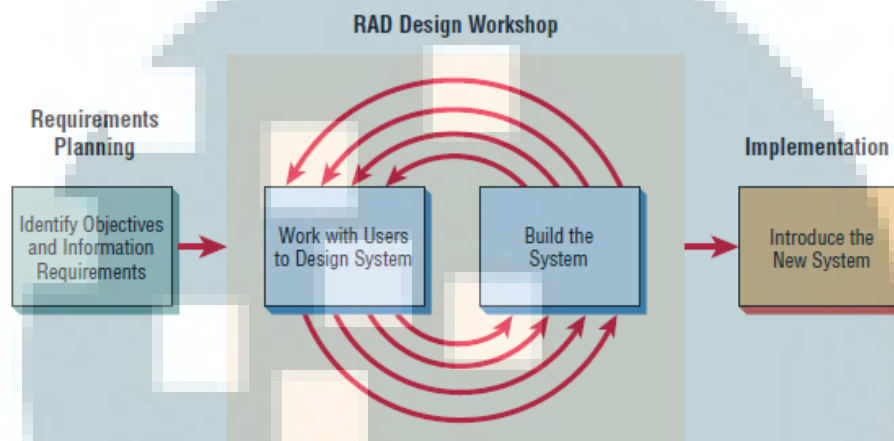 RAD Design Workshop
Requirements
Planning
Implementation
Identify Objectives
and Information
Requirements
Work with Users
to Design System
Build the
System
Introduce the
New System